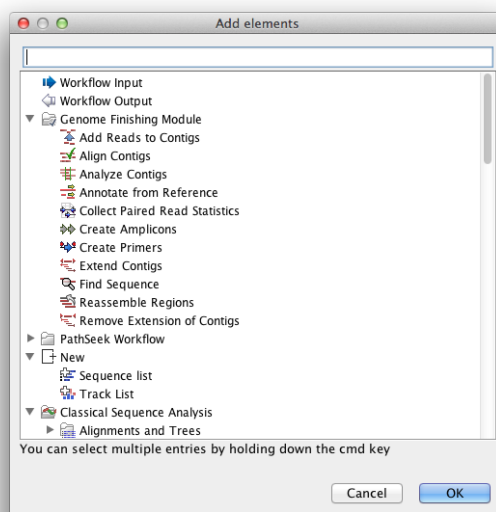 Add elements
Workflow Input
Workflow Output
Genome Finishing Module
Add Reads to Contigs
Align Contigs
Analyze Contigs
Annotate from Reference
Collect Paired Read Statistics
Create Amplicons
Create Primers
Extend Contigs
Find Sequence
Reassemble Regions
Remove Extension of Contigs
PathSeek Workflow
New
Sequence list
Track List
Classical Sequence Analysis
Alignments and Trees
You can select multiple entries by holding down the cmd key
Cancel OK